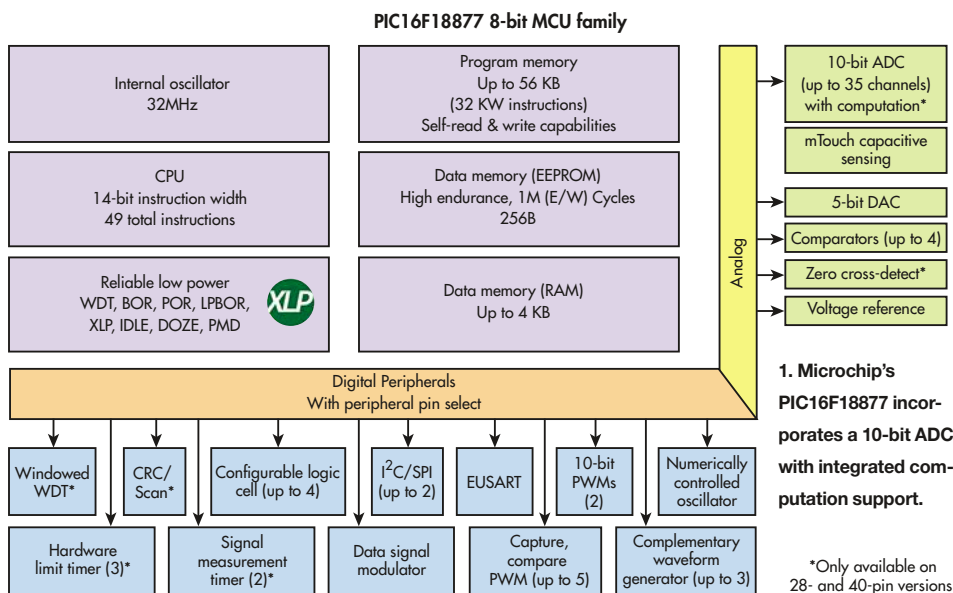 PIC16F18877 8-bit MCU family
Internal oscillator
32MHz
Program memory
Up to 56 KB
(32 KW instructions)
Self-read & write capabilities
CPU
14-bit instruction width
49 total instructions
Data memory (EEPROM)
High endurance, 1M (E/W) Cycles
256B
Reliable low power
WDT, BOR, POR, LPBOR,
XLP, IDLE, DOZE, PMD
XLP
Data memory (RAM)
Up to 4 KB
Analog
10-bit ADC
(up to 35 channels)
with computation*
mTouch capacitive
sensing
5-bit DAC
Comparators (up to 4)
Zero cross-detect*
Voltage reference
Digital Peripherals
With peripheral pin select
Windowed
WDT*
CRC/
Scan*
Configurable logic
cell (up to 4)
I²C/SPI
(up to 2)
EUSART
10-bit
PWMs
(2)
Numerically
controlled
oscillator
Hardware
limit timer (3)*
Signal
measurement
timer (2)*
Data signal
modulator
Capture,
compare
PWM (up to 5)
Complementary
waveform
generator (up to 3)
1. Microchip's
PIC16F18877 incor-
porates a 10-bit ADC
with integrated com-
putation support.
*Only available on
28- and 40-pin versions